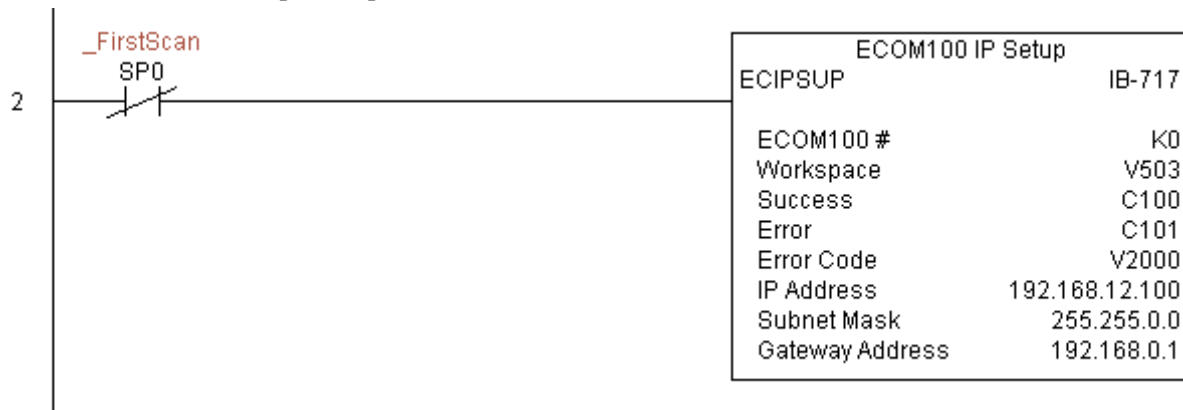 _FirstScan
SP0
2
ECOM100 IP Setup
ECIPSUP IB-717
ECOM100 # K0
Workspace V503
Success C100
Error C101
Error Code V2000
IP Address 192.168.12.100
Subnet Mask 255.255.0.0
Gateway Address 192.168.0.1